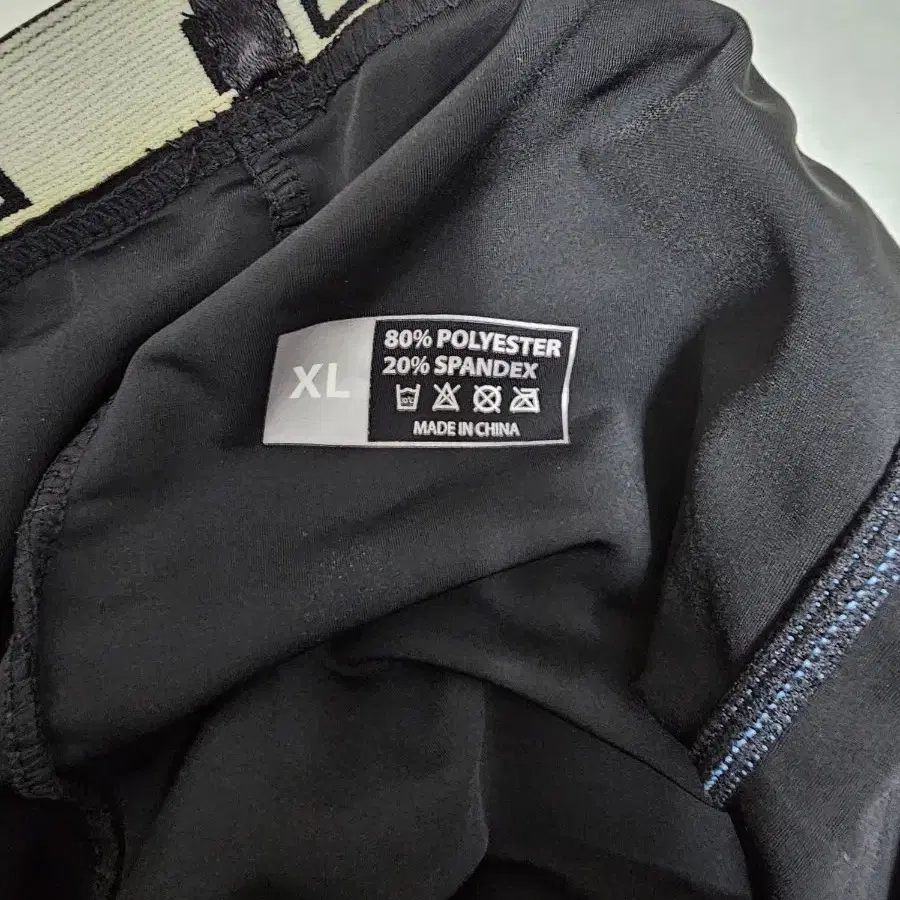 XL
80% POLYESTER
20% SPANDEX
MADE IN CHINA